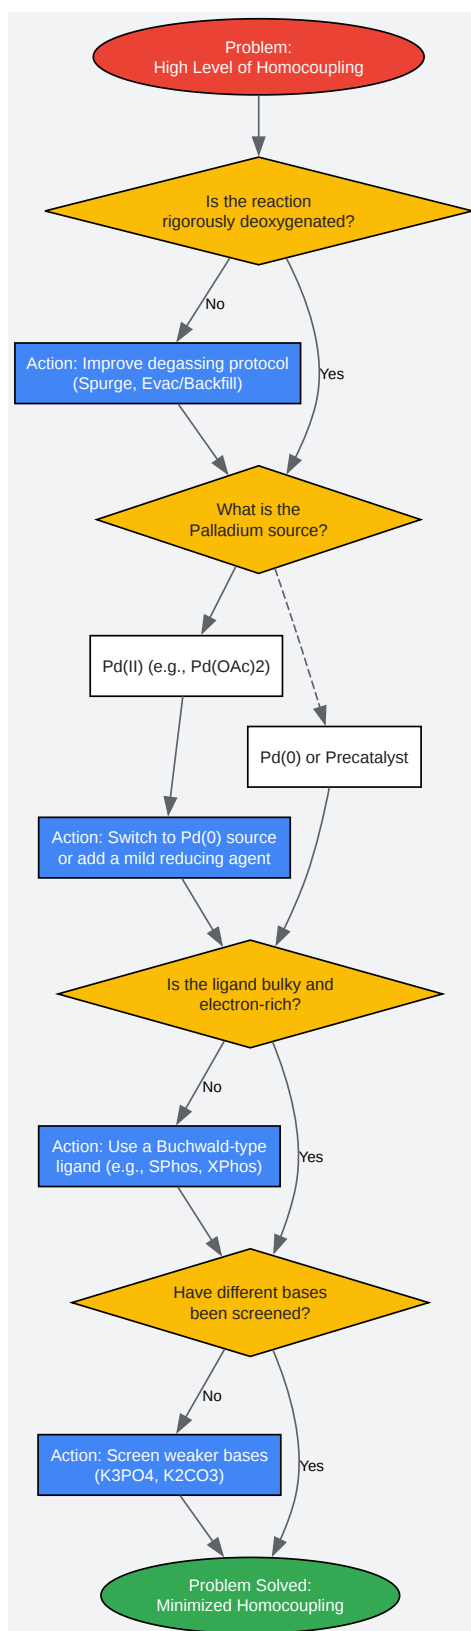 Problem:
High Level of Homocoupling
Is the reaction
rigorously deoxygenated?
No
Action: Improve degassing protocol
(Spurge, Evac/Backfill)
Yes
What is the
Palladium source?
Pd(II) (e.g., Pd(OAc)2)
Pd(0) or Precatalyst
Action: Switch to Pd(0) source
or add a mild reducing agent
Is the ligand bulky and
electron-rich?
No
Action: Use a Buchwald-type
ligand (e.g., SPhos, XPhos)
Yes
Have different bases
been screened?
No
Action: Screen weaker bases
(K3PO4, K2CO3)
Yes
Problem Solved:
Minimized Homocoupling